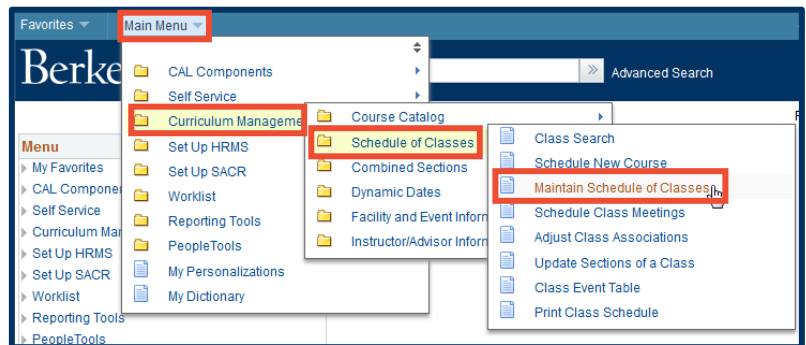 Favorites Main Menu
Berke
Advanced Search
CAL Components
Self Service
Curriculum Manageme
Set Up HRMS
Set Up SACR
Worklist
Reporting Tools
PeopleTools
My Personalizations
My Dictionary
Course Catalog
Schedule of Classes
Combined Sections
Dynamic Dates
Facility and Event Inforn
Instructor/Advisor Inforn
Class Search
Schedule New Course
Maintain Schedule of Classes
Schedule Class Meetings
Adjust Class Associations
Update Sections of a Class
Class Event Table
Print Class Schedule
Menu
My Favorites
CAL Componen
Self Service
Curriculum Man
Set Up HRMS
Set Up SACR
Worklist
Reporting Tools
PeopleTools